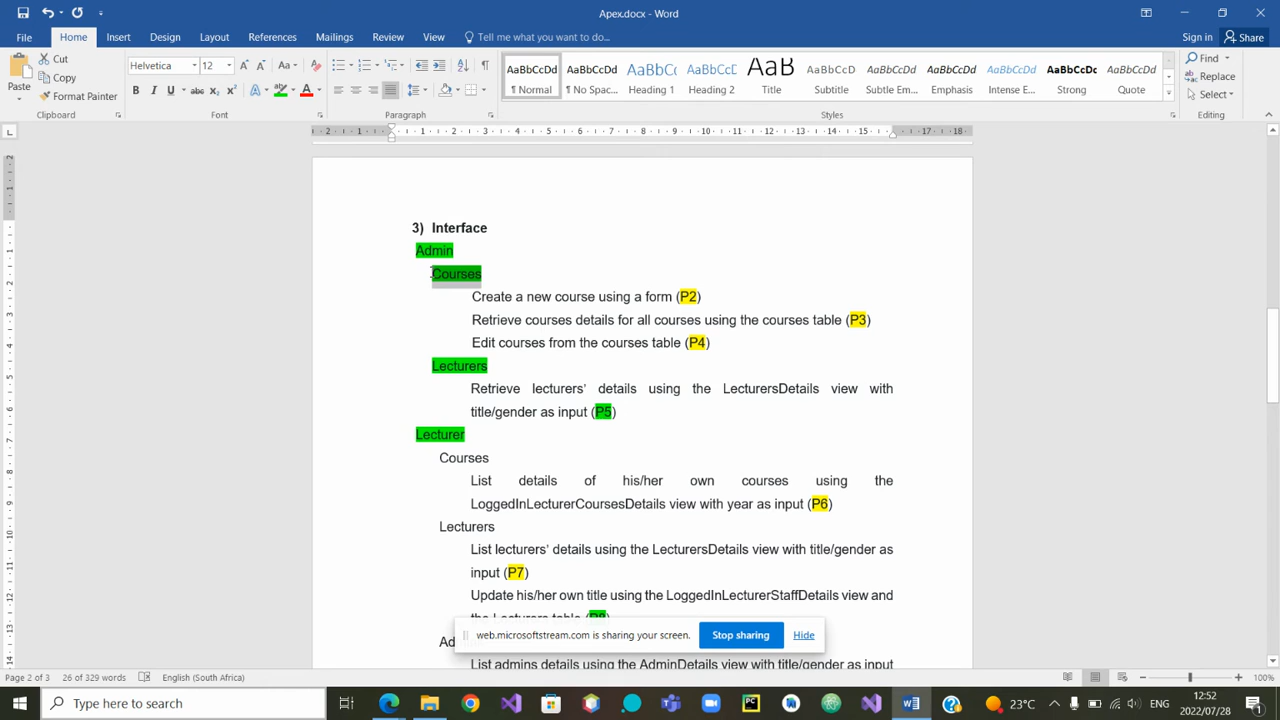 Apex.docx - Word
File Home Insert Design Layout References Mailings Review View Tell me what you want to do... Sign in Share
Cut
Copy
Format Painter
Paste
Clipboard
Helvetica 12
Font
Paragraph
AaBbCcDd AaBbCcDd AaBbCc AaBbCcD AaB AaBbCcD AaBbCcDd AaBbCcDd AaBbCcDd AaBbCcDc AaBbCcDd
¶ Normal ¶ No Spac... Heading 1 Heading 2 Title Subtitle Subtle Em... Emphasis Intense E... Strong Quote
Styles
Find
Replace
Select
Editing
3) Interface
Admin
Courses
Create a new course using a form (P2)
Retrieve courses details for all courses using the courses table (P3)
Edit courses from the courses table (P4)
Lecturers
Retrieve lecturers' details using the LecturersDetails view with
title/gender as input (P5)
Lecturer
Courses
List details of his/her own courses using the
LoggedInLecturerCoursesDetails view with year as input (P6)
Lecturers
List lecturers' details using the LecturersDetails view with title/gender as
input (P7)
Update his/her own title using the LoggedInLecturerStaffDetails view and
the Lecturers table (P8)
web.microsoftstream.com is sharing your screen. Stop sharing Hide
List admins details using the AdminDetails view with title/gender as input
Page 2 of 3 26 of 329 words English (South Africa) 100%
Type here to search
23°C ENG 12:52
2022/07/28